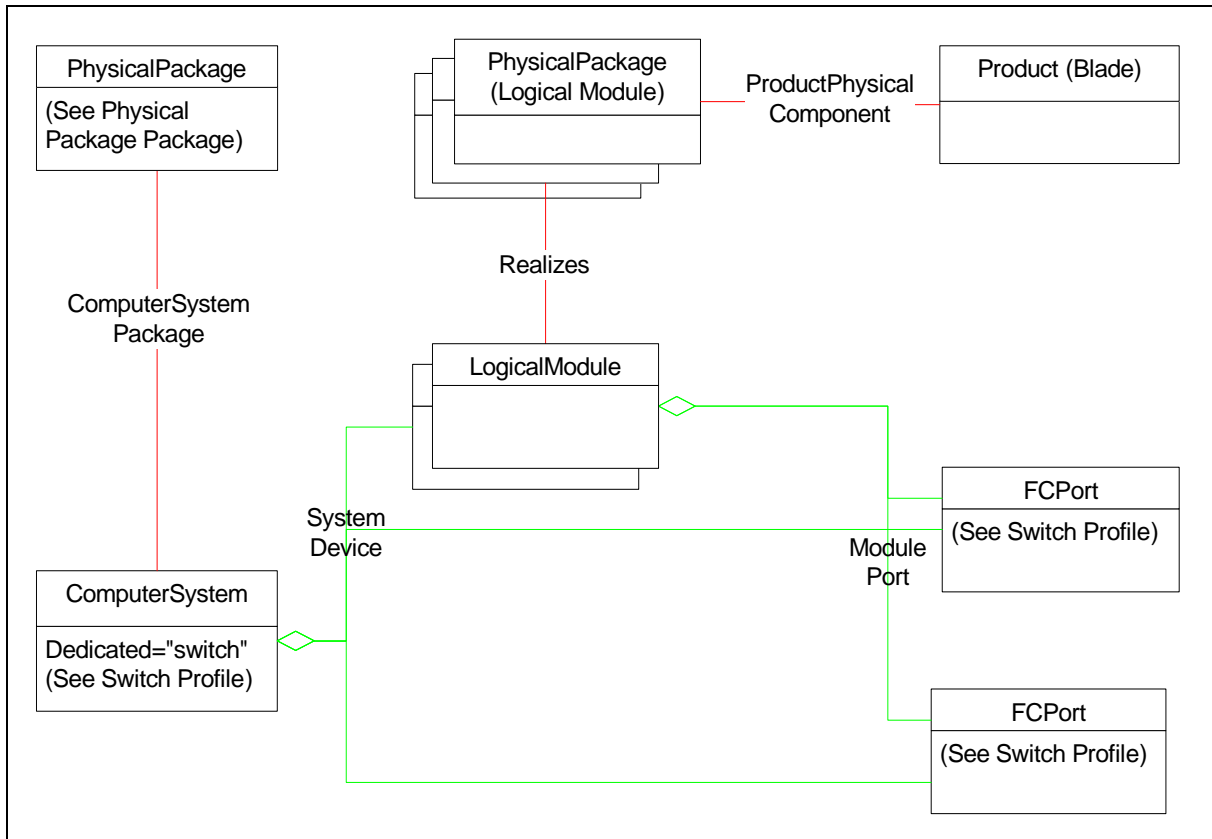 PhysicalPackage
(See Physical
Package Package)
PhysicalPackage
(Logical Module)
ProductPhysical
Component
Product (Blade)
Realizes
ComputerSystem
Package
LogicalModule
System
Device
Module
Port
FCPort
(See Switch Profile)
ComputerSystem
Dedicated="switch"
(See Switch Profile)
FCPort
(See Switch Profile)